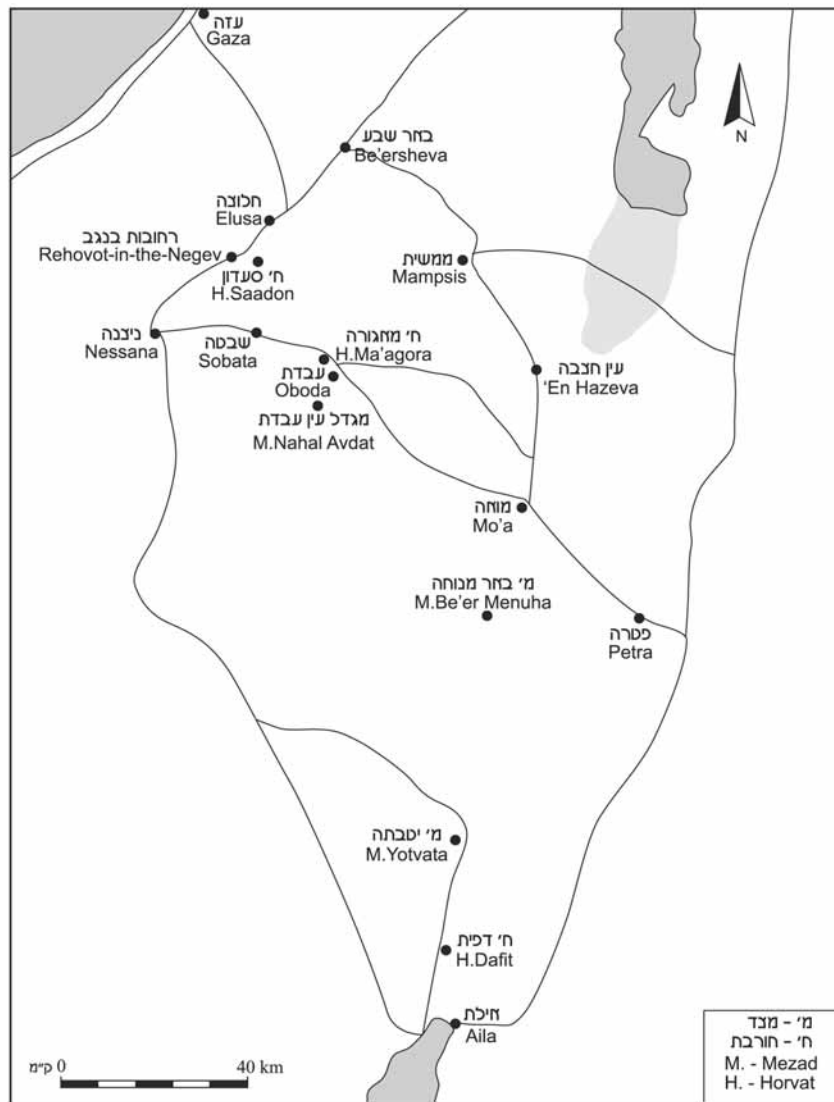 עזה
Gaza
N
באר שבע
Be'ersheva
חלוצה
Elusa
רחובות בנגב
Rehovot-in-the-Negev
ח' סעדון
H.Saadon
ממשית
Mampsis
ניצנה
Nessana
שבטה
Sobata
ח' מאגורה
H.Ma'agora
עבדת
Oboda
מגדל עין עבדת
M.Nahal Avdat
עין חצבה
'En Hazeva
מואה
Mo'a
מ' באר מנוחה
M.Be'er Menuha
פטרה
Petra
מ' יטבתה
M.Yotvata
ח' דפית
H.Dafit
אילת
Aila
ק"מ 0 40 km
מ' - מצד
ח' - חורבת
M. - Mezad
H. - Horvat